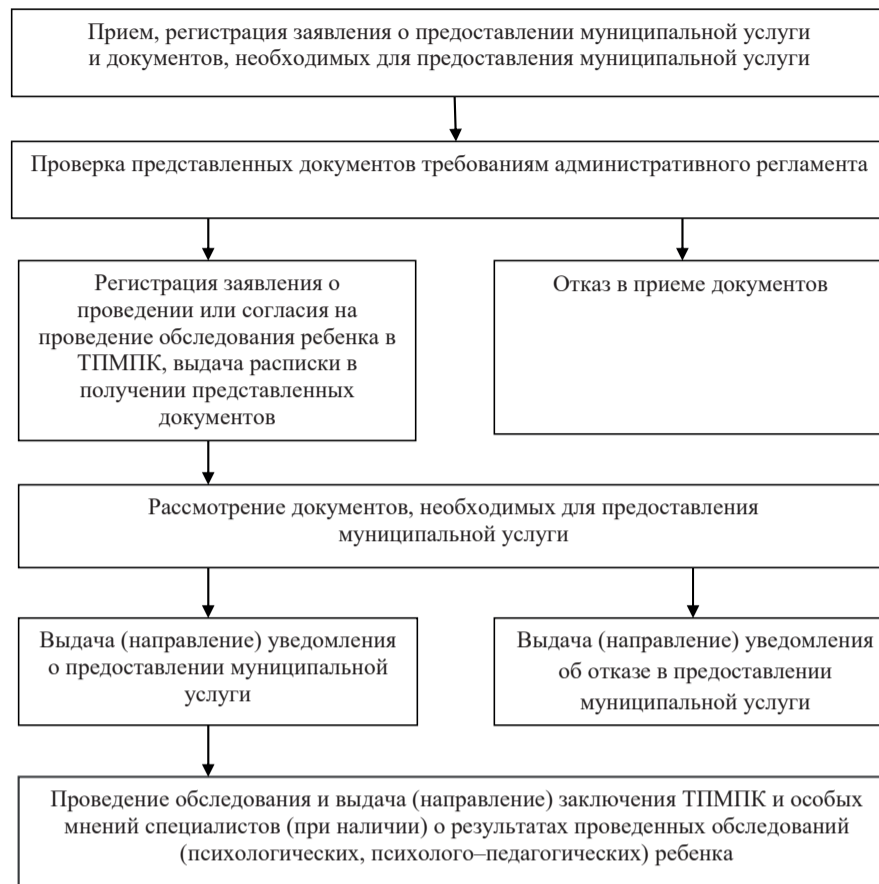 Прием, регистрация заявления о предоставлении муниципальной услуги
и документов, необходимых для предоставления муниципальной услуги
Проверка представленных документов требованиям административного регламента
Регистрация заявления о
проведении или согласия на
проведение обследования ребенка в
ТПМПК, выдача расписки в
получении представленных
документов
Отказ в приеме документов
Рассмотрение документов, необходимых для предоставления
муниципальной услуги
Выдача (направление) уведомления
о предоставлении муниципальной
услуги
Выдача (направление) уведомления
об отказе в предоставлении
муниципальной услуги
Проведение обследования и выдача (направление) заключения ТПМПК и особых
мнений специалистов (при наличии) о результатах проведенных обследований
(психологических, психолого–педагогических) ребенка